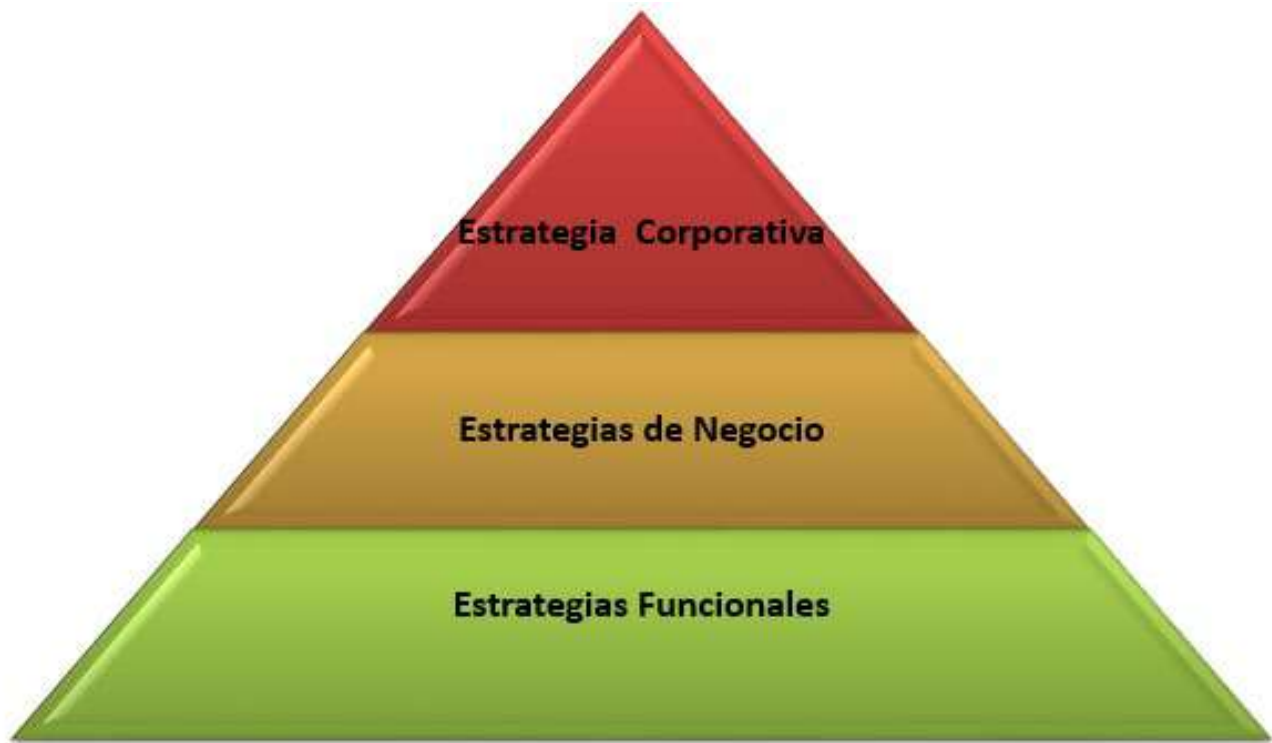 Estrategia Corporativa
Estrategias de Negocio
Estrategias Funcionales